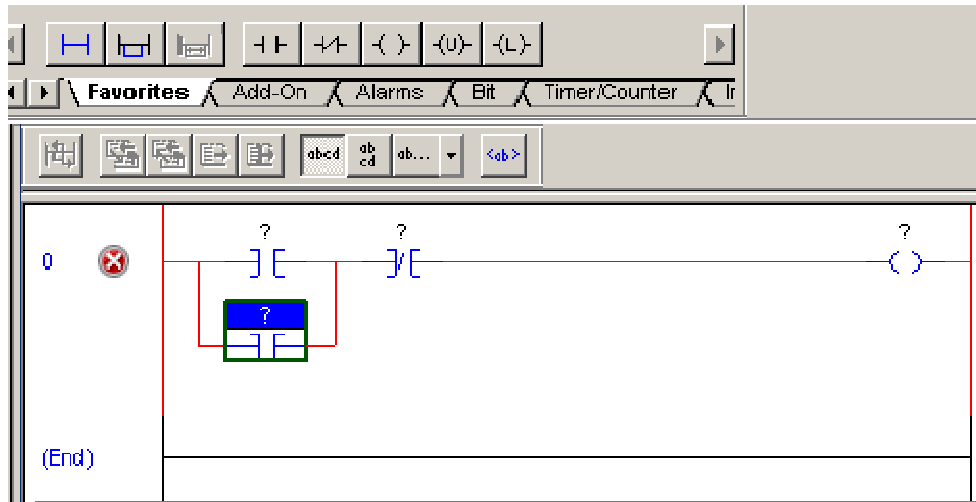 (U) (L)
Favorites Add-On Alarms Bit Timer/Counter
abcd ab cd ab... <ab>
? ? ?
0
?
(End)